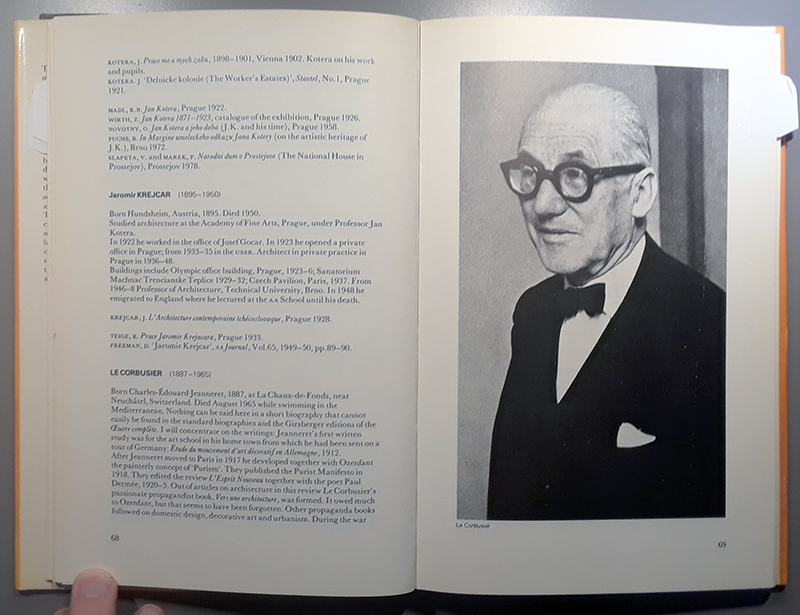 KOTERA, J. Prace me a mych zaku, 1898–1901, Vienna 1902. Kotera on his work
and pupils.
KOTERA, J. 'Delnicke kolonie (The Worker's Estates)', Stavtel, No.1, Prague
1921.
MADL, K.B. Jan Kotera, Prague 1922.
WIRTH, Z. Jan Kotera 1871–1923, catalogue of the exhibition, Prague 1926.
NOVOTNY, O. Jan Kotera a jeho doba (J.K. and his time), Prague 1958.
FUCHS, B. In Margine umeleckeho odkazu Jana Kotery (on the artistic heritage of
J.K.), Brno 1972.
SLAPETA, V. and MAREK, P. Narodni dum v Prostejove (The National House in
Prostejov), Prostejov 1978.
Jaromir KREJCAR (1895–1950)
Born Hundsheim, Austria, 1895. Died 1950.
Studied architecture at the Academy of Fine Arts, Prague, under Professor Jan
Kotera.
In 1922 he worked in the office of Josef Gocar. In 1923 he opened a private
office in Prague; from 1933–35 in the USSR. Architect in private practice in
Prague in 1936–48.
Buildings include Olympic office building, Prague, 1923–6; Sanatorium
Machnac Trencianske Teplice 1929–32; Czech Pavilion, Paris, 1937. From
1946–8 Professor of Architecture, Technical University, Brno. In 1948 he
emigrated to England where he lectured at the AA School until his death.
KREJCAR, J. L'Architecture contemporaine tchécoslovaque, Prague 1928.
TEIGE, K. Prace Jaromir Krejacara, Prague 1933.
FREEMAN, D. 'Jaromir Krejcar', AA Journal, Vol.65, 1949–50, pp.89–90.
LE CORBUSIER (1887–1965)
Born Charles-Édouard Jeanneret, 1887, at La Chaux-de-Fonds, near
Neuchâtel, Switzerland. Died August 1965 while swimming in the
Mediterranean. Nothing can be said here in a short biography that cannot
easily be found in the standard biographies and the Girsberger editions of the
Œuvre complète. I will concentrate on the writings: Jeanneret's first written
study was for the art school in his home town from which he had been sent on a
tour of Germany: Étude du mouvement d'art décoratif en Allemagne, 1912.
After Jeanneret moved to Paris in 1917 he developed together with Ozenfant
the painterly concept of 'Purism'. They published the Purist Manifesto in
1918. They edited the review L'Esprit Nouveau together with the poet Paul
Dermée, 1920–5. Out of articles on architecture in this review Le Corbusier's
passionate propagandist book, Vers une architecture, was formed. It owed much
to Ozenfant, but that seems to have been forgotten. Other propaganda books
followed on domestic design, decorative art and urbanism. During the war
68
Le Corbusier
69